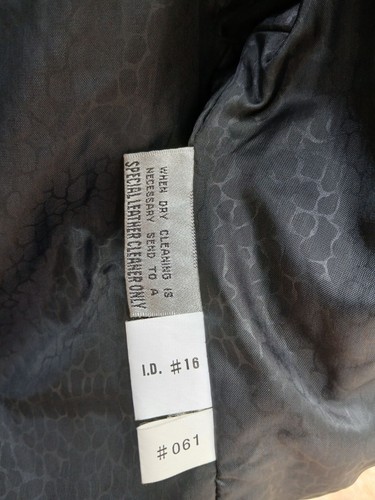 WHEN DRY CLEANING IS
NECESSARY SEND TO A
SPECIAL LEATHER CLEANER ONLY
I.D. #16
#061